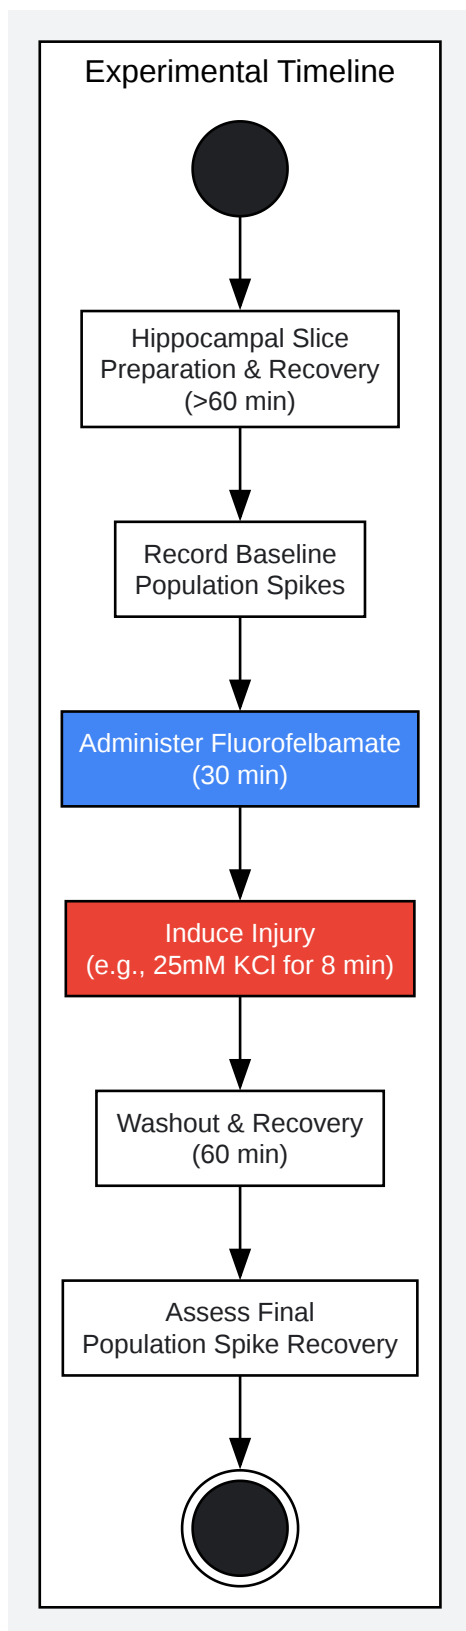 Experimental Timeline
Hippocampal Slice
Preparation & Recovery
(>60 min)
Record Baseline
Population Spikes
Administer Fluorofelbamate
(30 min)
Induce Injury
(e.g., 25mM KCl for 8 min)
Washout & Recovery
(60 min)
Assess Final
Population Spike Recovery